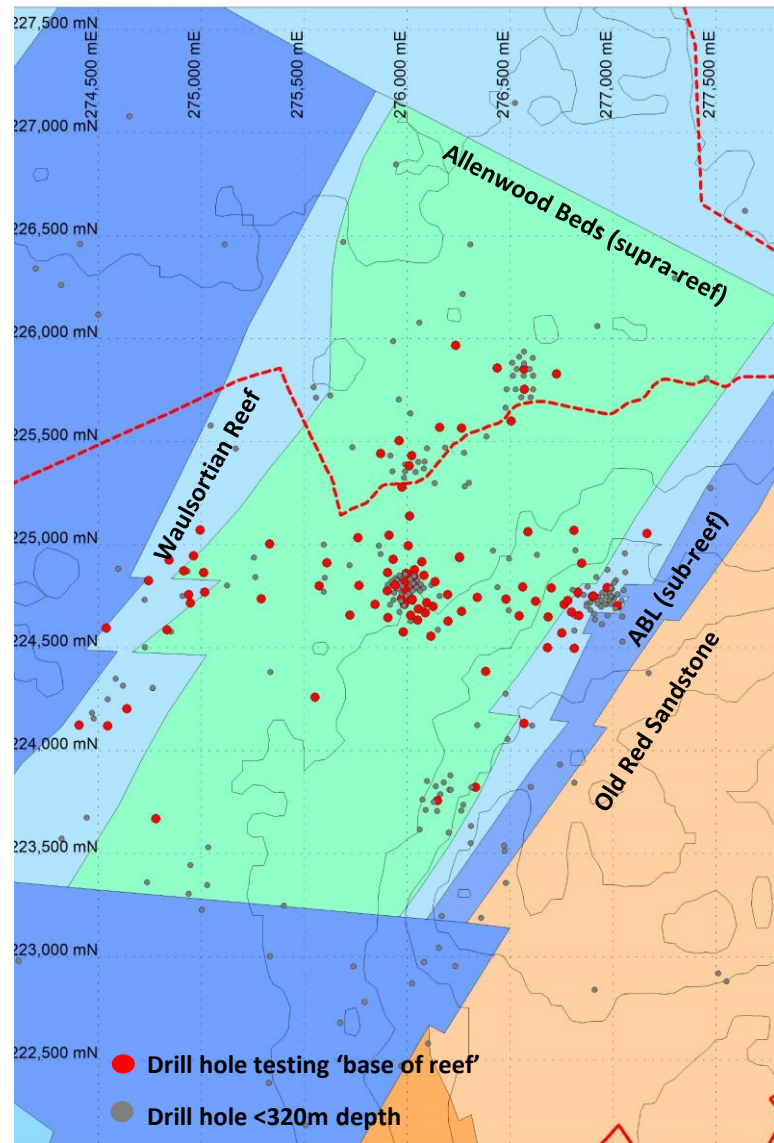 227,500 mN
274,500 mE
275,000 mE
275,500 mE
276,000 mE
276,500 mE
277,000 mE
277,500 mE
227,000 mN
Allenwood Beds (supra-reef)
226,500 mN
226,000 mN
Waulsortian Reef
225,500 mN
225,000 mN
ABL (sub-reef)
224,500 mN
Old Red Sandstone
224,000 mN
223,500 mN
223,000 mN
222,500 mN
Drill hole testing ‘base of reef’
Drill hole <320m depth